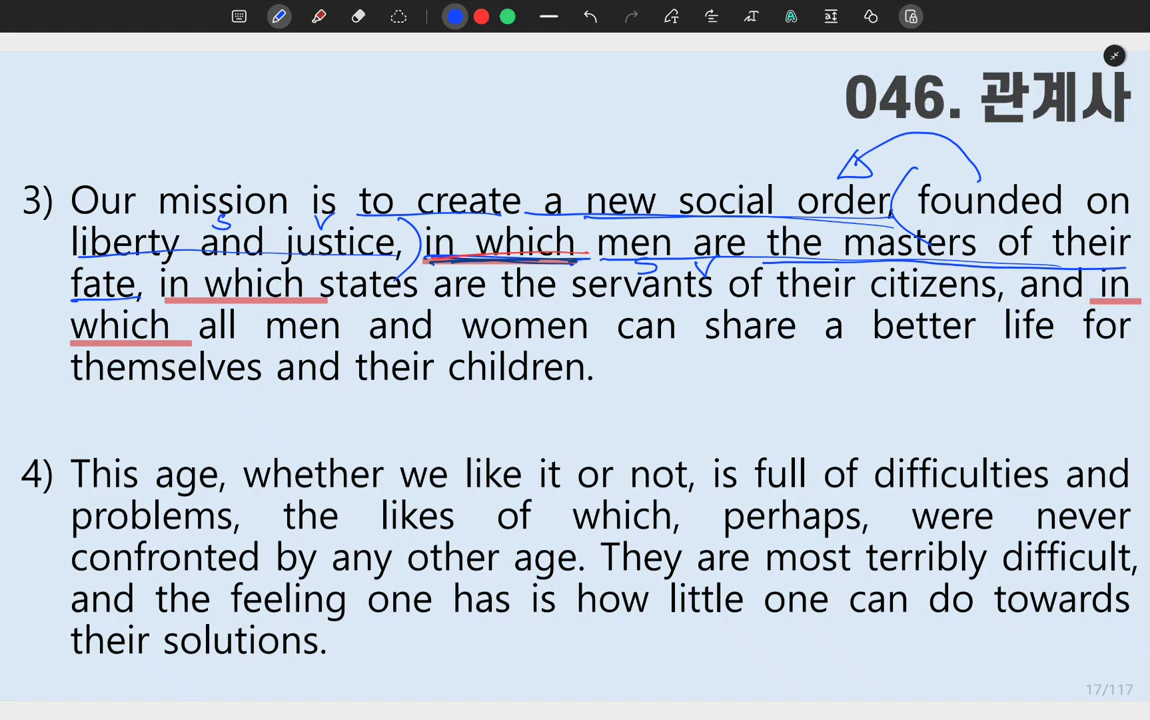 046. 관계사
3) Our mission is to create a new social order, founded on
S V
liberty and justice, in which men are the masters of their
S V
fate, in which states are the servants of their citizens, and in
which all men and women can share a better life for
themselves and their children.
4) This age, whether we like it or not, is full of difficulties and
problems, the likes of which, perhaps, were never
confronted by any other age. They are most terribly difficult,
and the feeling one has is how little one can do towards
their solutions.
17/117